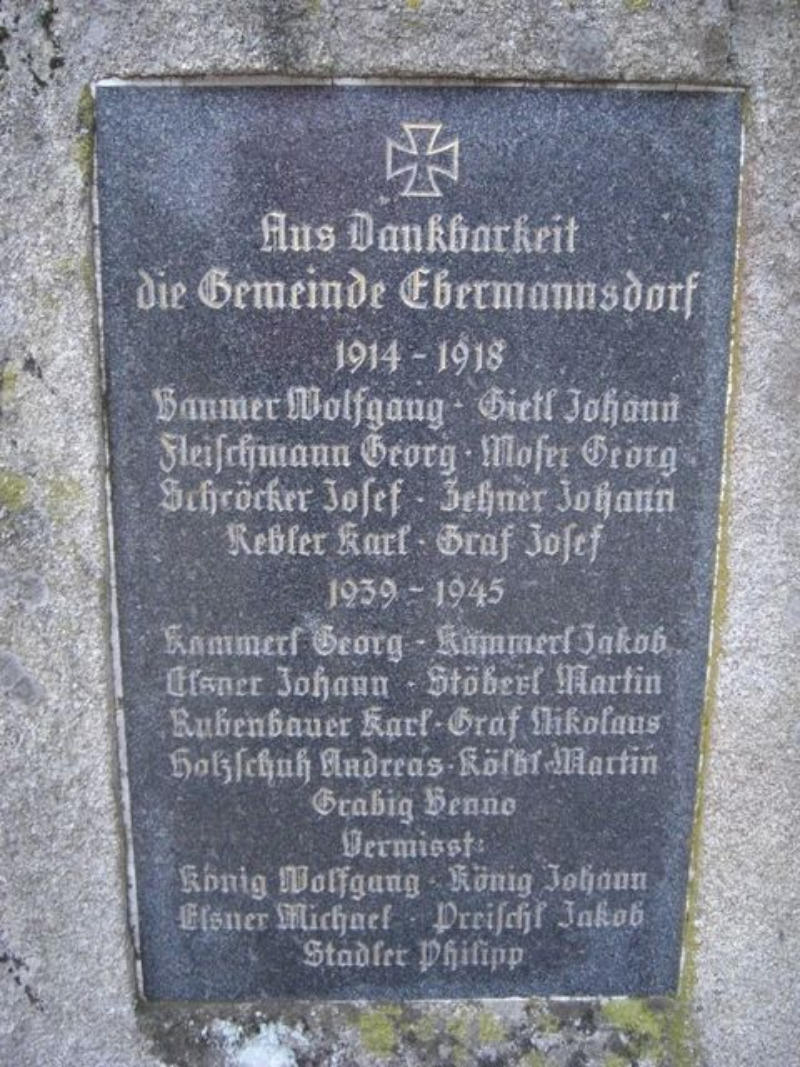 Aus Dankbarkeit
die Gemeinde Ebermannsdorf
1914 - 1918
Baumer Wolfgang - Gietl Johann
Fleischmann Georg - Moser Georg
Schröcker Josef - Zehner Johann
Rebler Karl - Graf Josef
1939 - 1945
Kammerl Georg - Kammerl Jakob
Elsner Johann - Stöberl Martin
Rubenbauer Karl - Graf Nikolaus
Holzschuh Andreas - Kölbl Martin
Grabig Benno
Vermisst:
König Wolfgang - König Johann
Elsner Michael - Preischl Jakob
Stadler Philipp